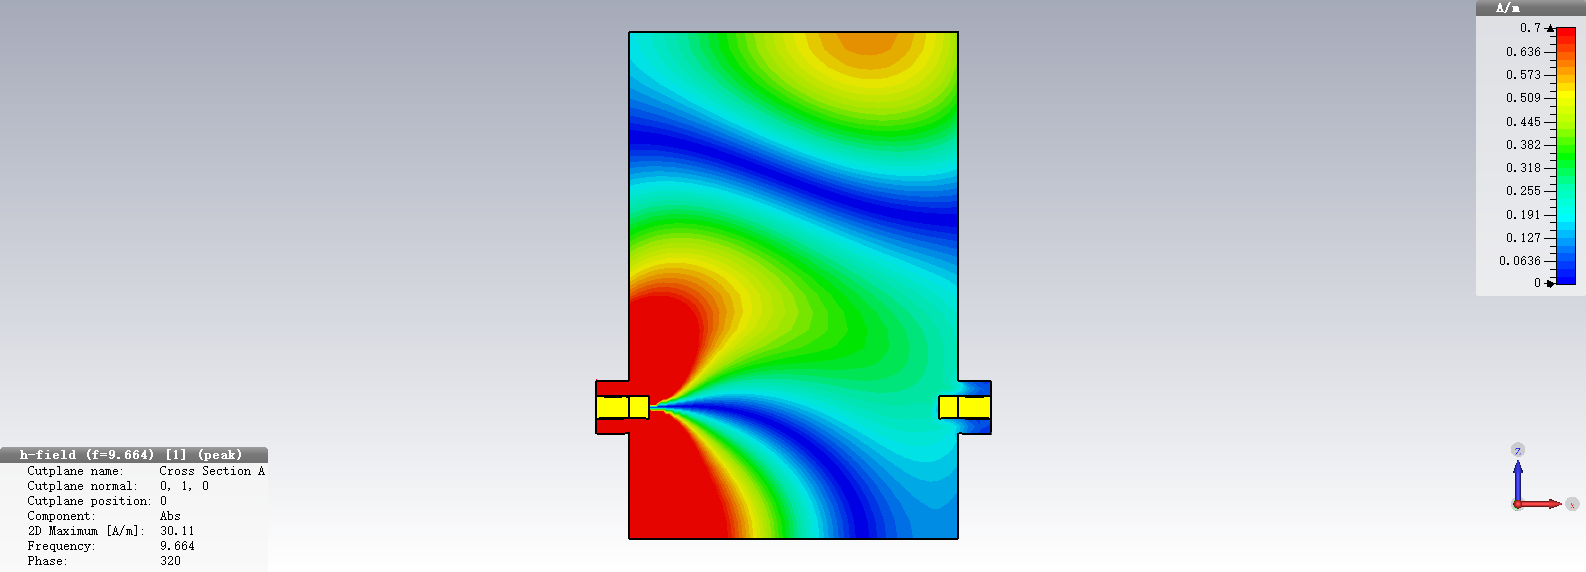 A/m
0.7
0.636
0.573
0.509
0.445
0.382
0.318
0.255
0.191
0.127
0.0636
0
h-field (f=9.664) [1] (peak)
Cutplane name: Cross Section A
Cutplane normal: 0, 1, 0
Cutplane position: 0
Component: Abs
2D Maximum [A/m]: 30.11
Frequency: 9.664
Phase: 320
z
x